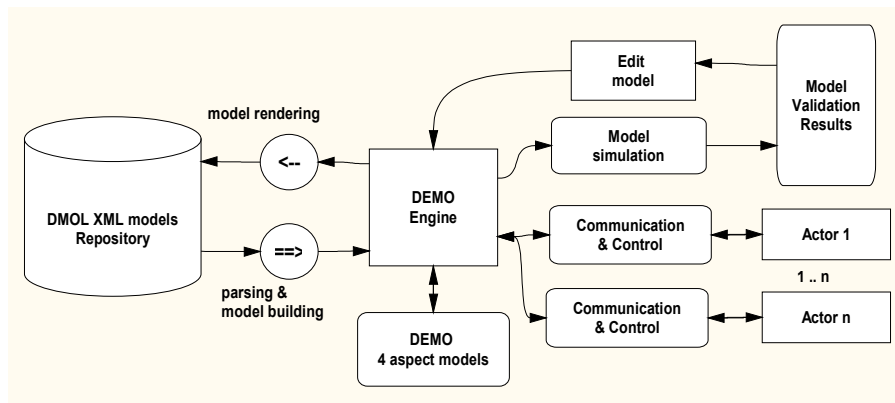 Edit
model
Model
Validation
Results
model rendering
<--
Model
simulation
DMOL XML models
Repository
DEMO
Engine
==>
parsing &
model building
Communication
& Control
Actor 1
1 .. n
Communication
& Control
Actor n
DEMO
4 aspect models